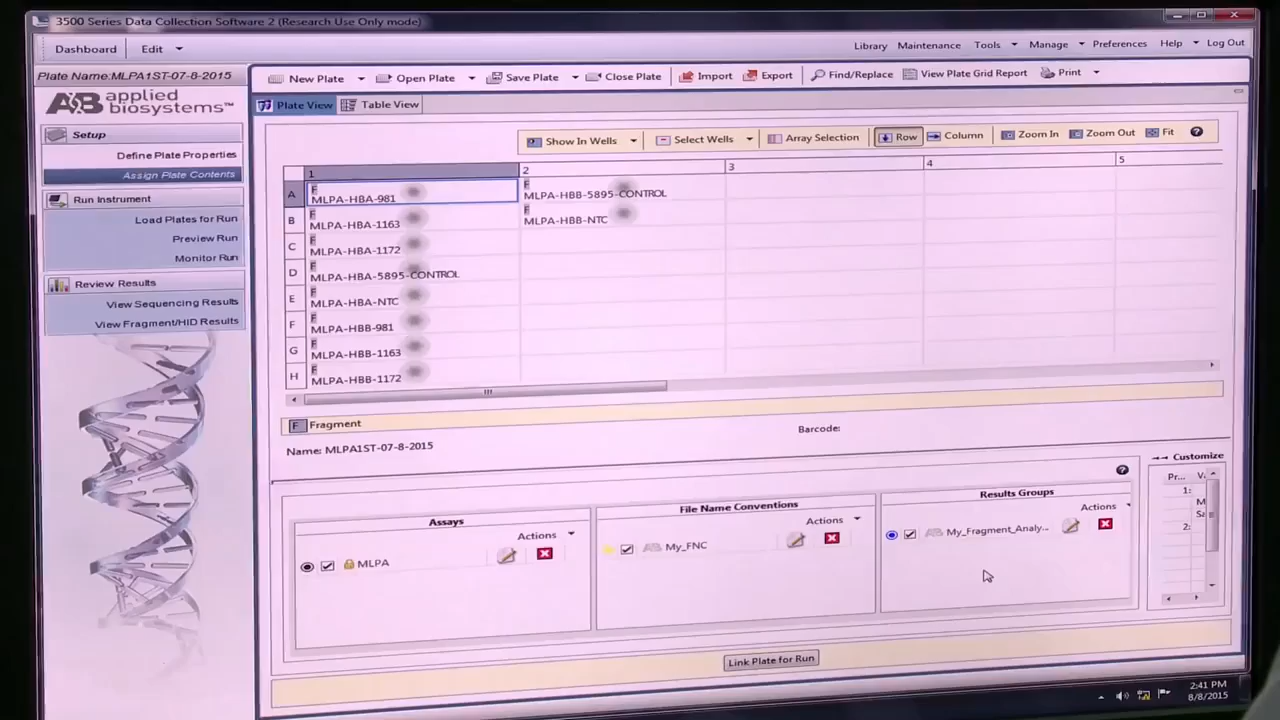 3500 Series Data Collection Software 2 (Research Use Only mode)
Dashboard Edit Library Maintenance Tools Manage Preferences Help Log Out
Plate Name:MLPA1ST-07-8-2015
New Plate Open Plate Save Plate Close Plate Import Export Find/Replace View Plate Grid Report Print
AB applied biosystems™
Plate View Table View
Setup
Define Plate Properties
Assign Plate Contents
Run Instrument
Load Plates for Run
Preview Run
Monitor Run
Review Results
View Sequencing Results
View Fragment/HID Results
Show In Wells Select Wells Array Selection Row Column Zoom In Zoom Out Fit
1 2 3 4 5
A F MLPA-HBA-981 F MLPA-HBB-5895-CONTROL
B F MLPA-HBA-1163 F MLPA-HBB-NTC
C F MLPA-HBA-1172
D F MLPA-HBA-5895-CONTROL
E F MLPA-HBA-NTC
F F MLPA-HBB-981
G F MLPA-HBB-1163
H F MLPA-HBB-1172
F Fragment
Name: MLPA1ST-07-8-2015 Barcode:
Assays
Actions
MLPA
File Name Conventions
Actions
My_FNC
Results Groups
Actions
My_Fragment_Analy...
Customize
Pr... V
1: M
Sa
2:
Link Plate for Run
2:41 PM
8/8/2015